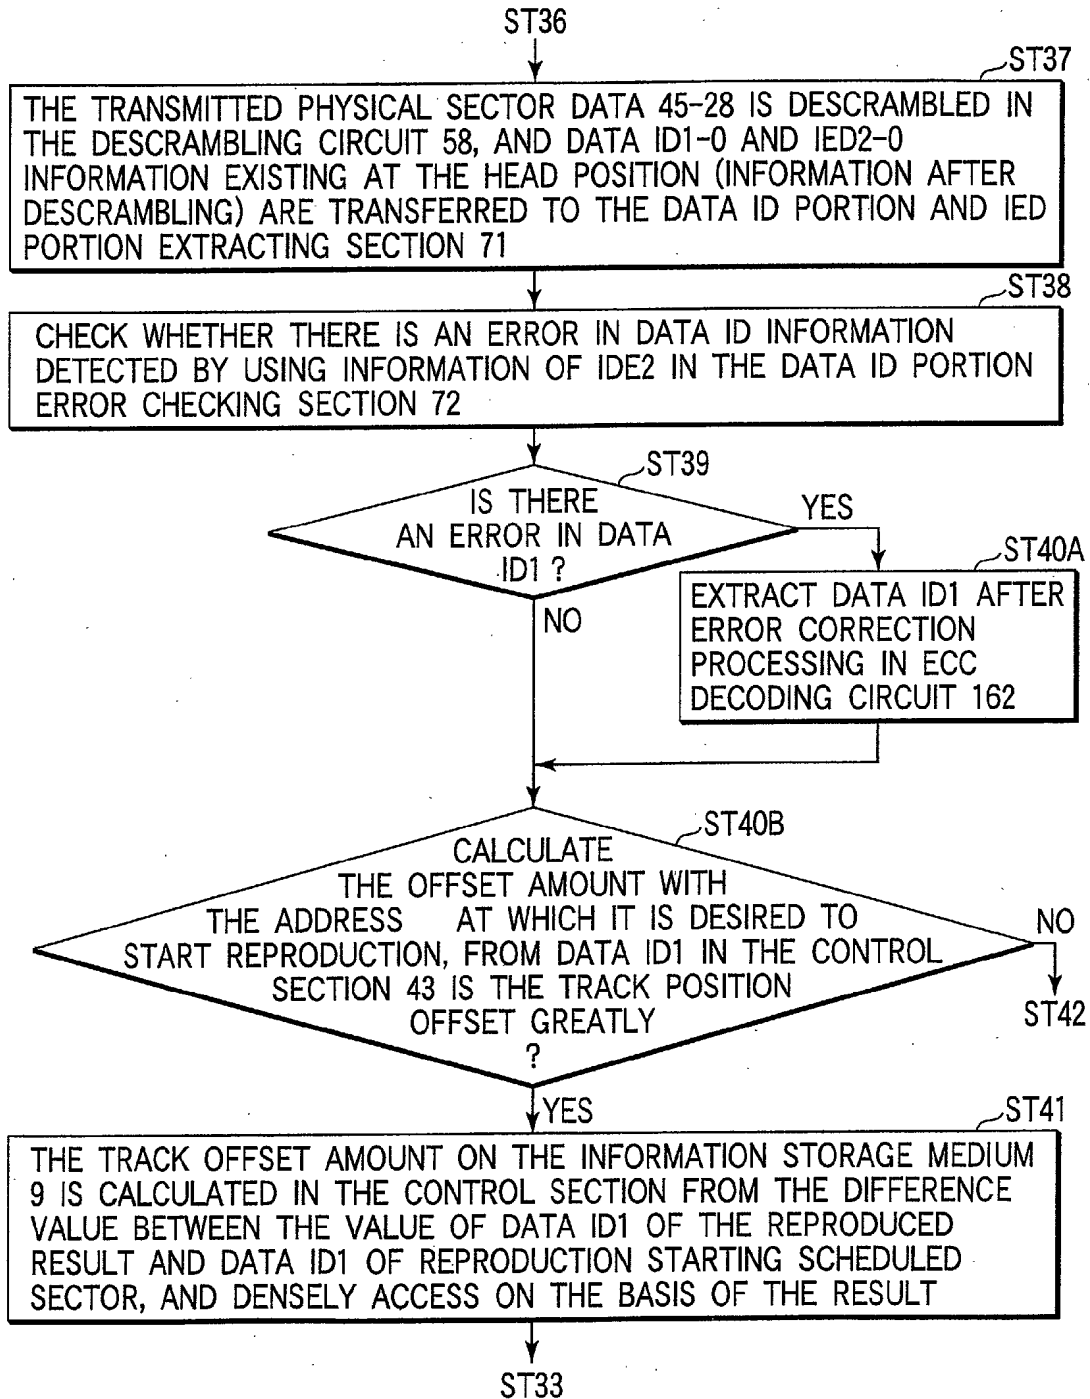 ST36
ST37
THE TRANSMITTED PHYSICAL SECTOR DATA 45-28 IS DESCRAMBLED IN
THE DESCRAMBLING CIRCUIT 58, AND DATA ID1-0 AND IED2-0
INFORMATION EXISTING AT THE HEAD POSITION (INFORMATION AFTER
DESCRAMBLING) ARE TRANSFERRED TO THE DATA ID PORTION AND IED
PORTION EXTRACTING SECTION 71
ST38
CHECK WHETHER THERE IS AN ERROR IN DATA ID INFORMATION
DETECTED BY USING INFORMATION OF IDE2 IN THE DATA ID PORTION
ERROR CHECKING SECTION 72
ST39
IS THERE
AN ERROR IN DATA
ID1 ?
YES
NO
ST40A
EXTRACT DATA ID1 AFTER
ERROR CORRECTION
PROCESSING IN ECC
DECODING CIRCUIT 162
ST40B
CALCULATE
THE OFFSET AMOUNT WITH
THE ADDRESS AT WHICH IT IS DESIRED TO
START REPRODUCTION, FROM DATA ID1 IN THE CONTROL
SECTION 43 IS THE TRACK POSITION
OFFSET GREATLY
?
NO
ST42
YES
ST41
THE TRACK OFFSET AMOUNT ON THE INFORMATION STORAGE MEDIUM
9 IS CALCULATED IN THE CONTROL SECTION FROM THE DIFFERENCE
VALUE BETWEEN THE VALUE OF DATA ID1 OF THE REPRODUCED
RESULT AND DATA ID1 OF REPRODUCTION STARTING SCHEDULED
SECTOR, AND DENSELY ACCESS ON THE BASIS OF THE RESULT
ST33